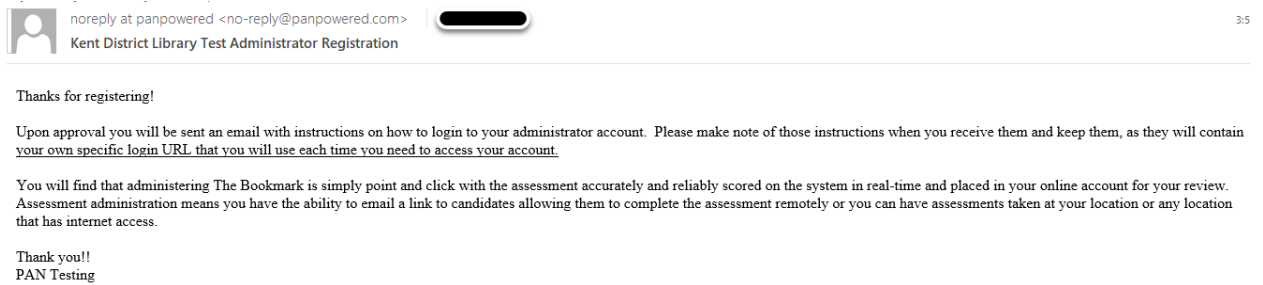 noreply at panpowered <no-reply@panpowered.com>
3:5
Kent District Library Test Administrator Registration
Thanks for registering!
Upon approval you will be sent an email with instructions on how to login to your administrator account.  Please make note of those instructions when you receive them and keep them, as they will contain
your own specific login URL that you will use each time you need to access your account.
You will find that administering The Bookmark is simply point and click with the assessment accurately and reliably scored on the system in real-time and placed in your online account for your review.
Assessment administration means you have the ability to email a link to candidates allowing them to complete the assessment remotely or you can have assessments taken at your location or any location
that has internet access.
Thank you!!
PAN Testing